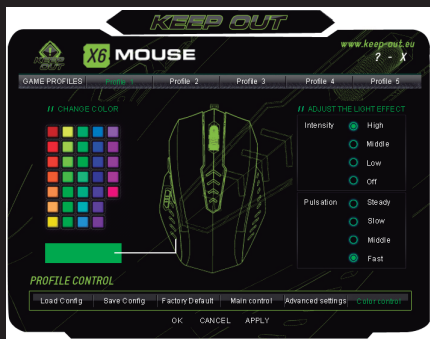 KEEP OUT
KEEP OUT
X6 MOUSE
www.keep-out.eu
? - X
GAME PROFILES Profile 1 Profile 2 Profile 3 Profile 4 Profile 5
// CHANGE COLOR
// ADJUST THE LIGHT EFFECT
Intensity High
Middle
Low
Off
Pulsation Steady
Slow
Middle
Fast
PROFILE CONTROL
Load Config Save Config Factory Default Main control Advanced settings Color control
OK CANCEL APPLY